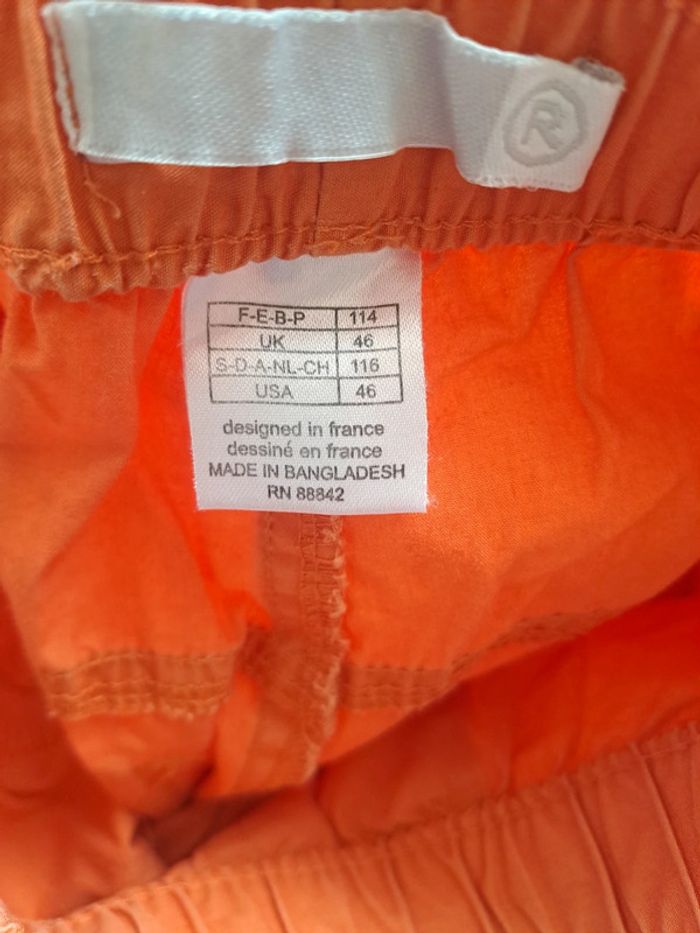 R
F-E-B-P 114
UK 46
S-D-A-NL-CH 116
USA 46
designed in france
dessiné en france
MADE IN BANGLADESH
RN 88842